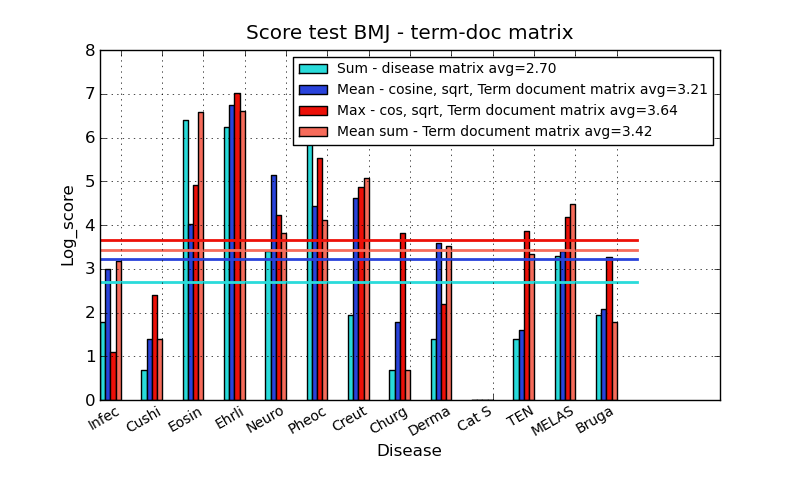 Score test BMJ - term-doc matrix
8
7
6
5
4
3
2
1
0
Log_score
Sum - disease matrix avg=2.70
Mean - cosine, sqrt, Term document matrix avg=3.21
Max - cos, sqrt, Term document matrix avg=3.64
Mean sum - Term document matrix avg=3.42
Infec
Cushi
Eosin
Ehrli
Neuro
Pheoc
Creut
Churg
Derma
Cat S
TEN
MELAS
Bruga
Disease